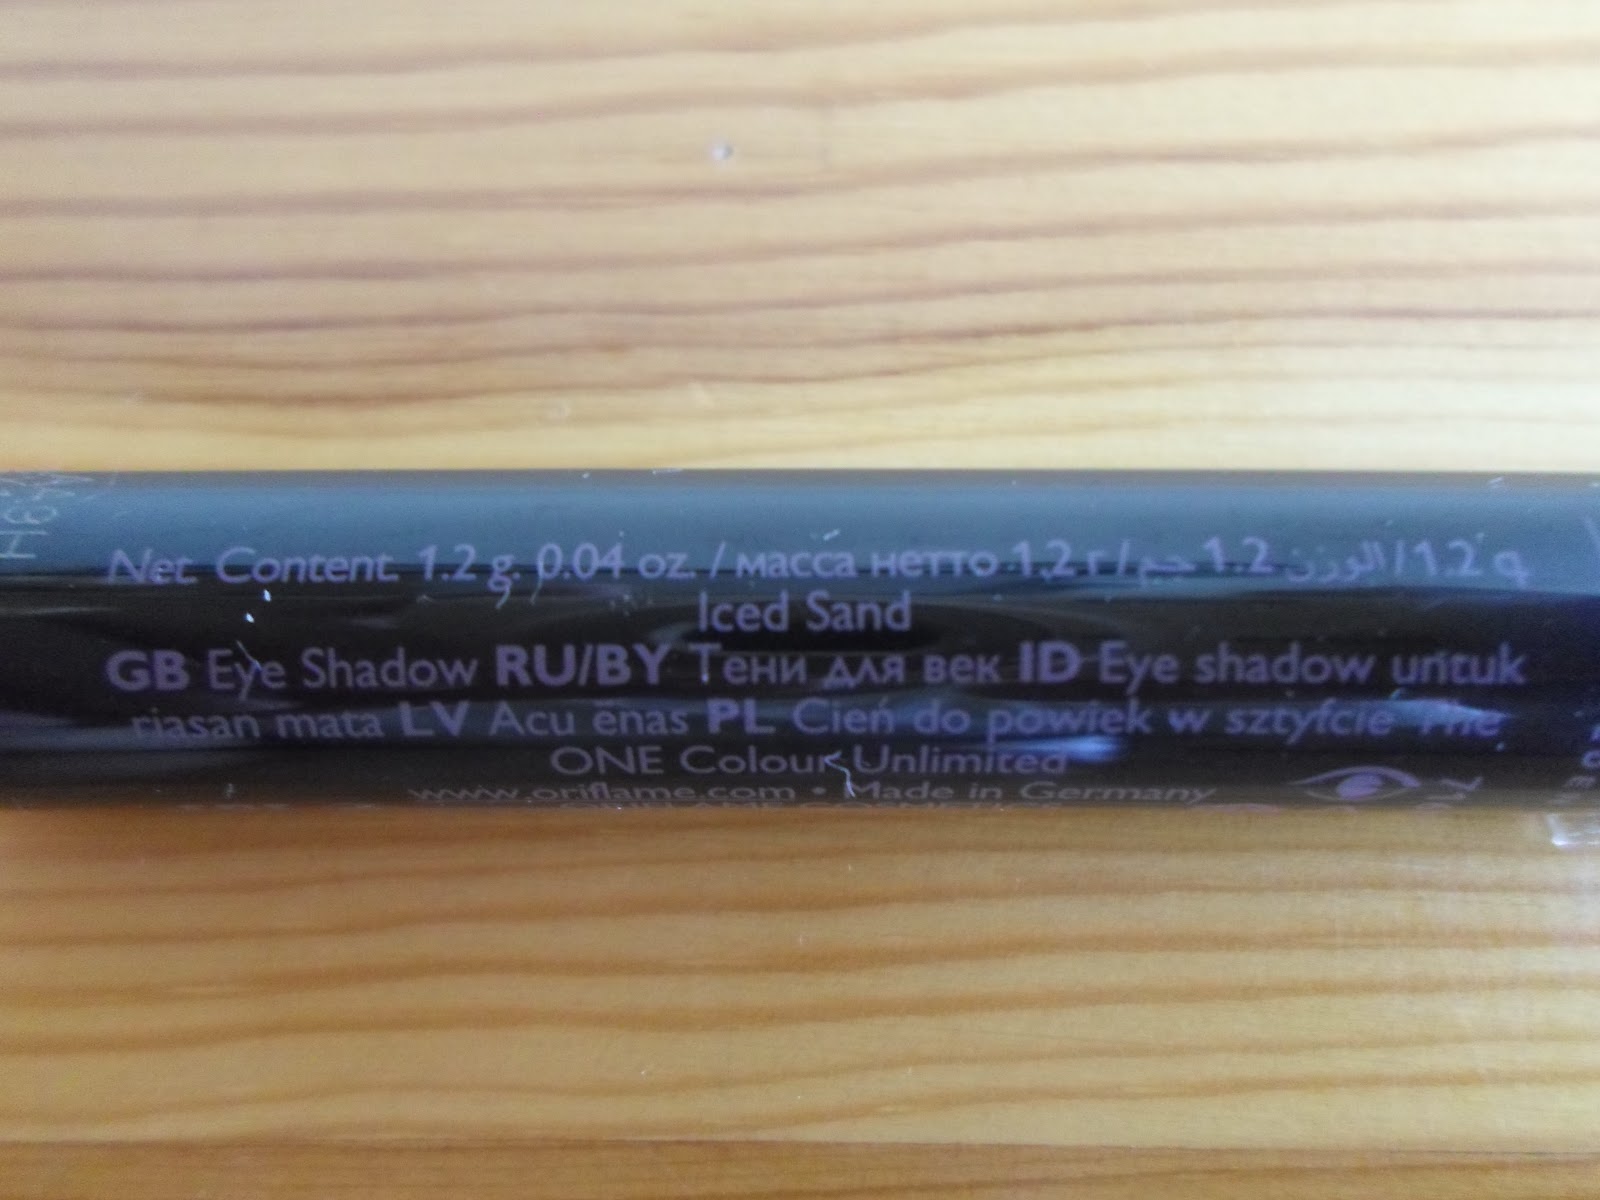 Net. Content. 1.2 g. 0.04 oz. / масса нетто 1,2 г / الوزن 1.2 جم / 1.2 g
Iced Sand
GB Eye Shadow RU/BY Тени для век ID Eye shadow untuk
riasan mata LV Acu ēnas PL Cień do powiek w sztyfcie The
ONE Colour Unlimited
www.oriflame.com • Made in Germany
ORIFLAME COSMETICS